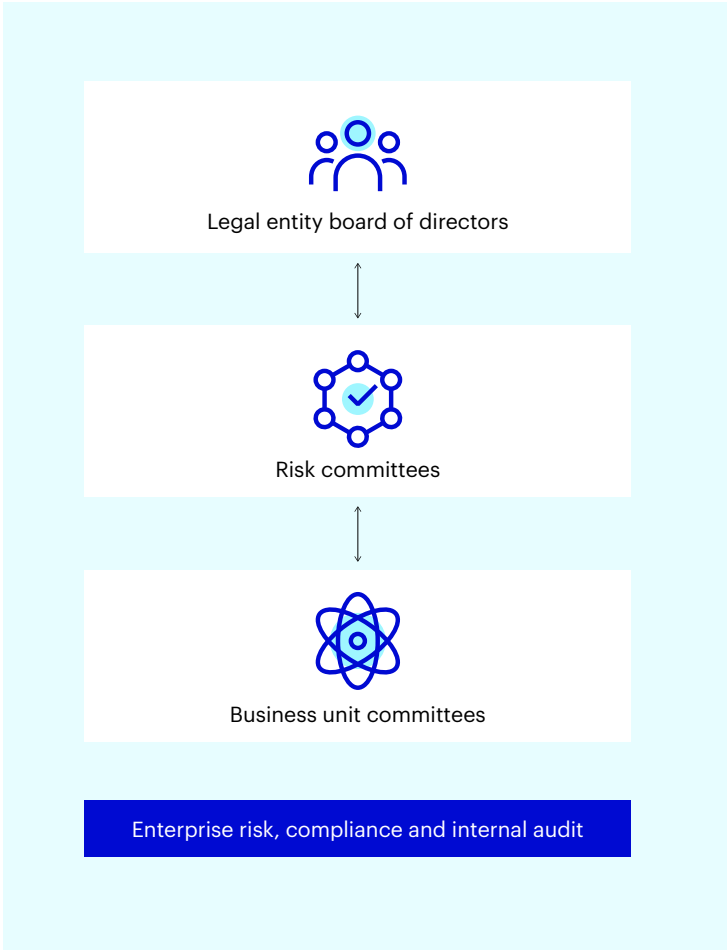 Legal entity board of directors
Risk committees
Business unit committees
Enterprise risk, compliance and internal audit